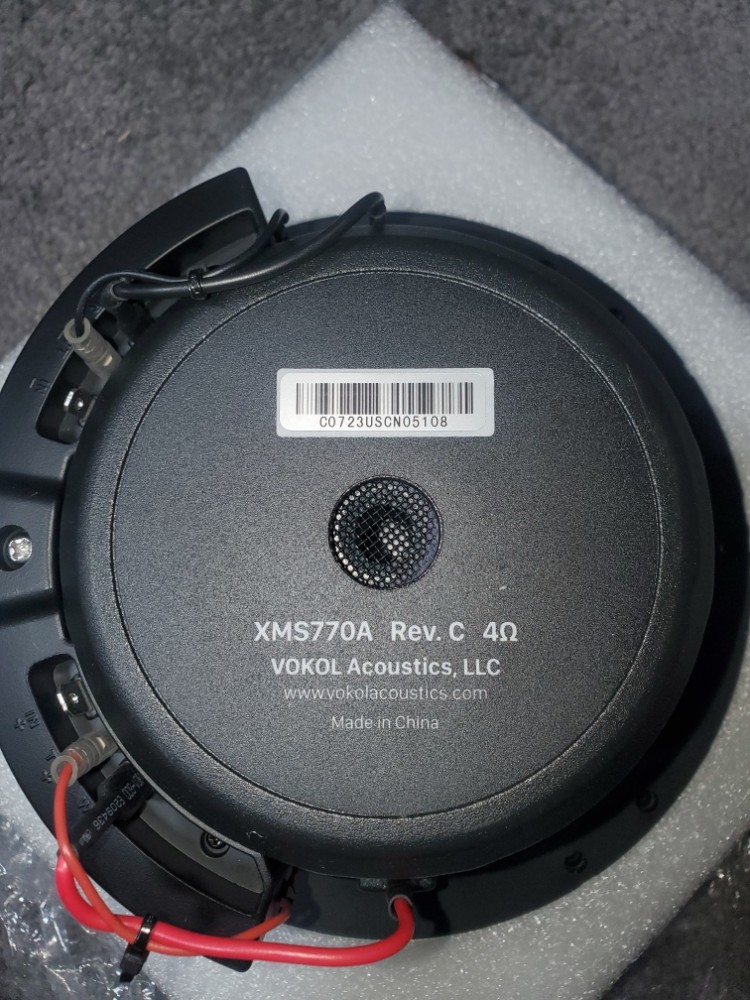 C0723USCN05108
XMS770A Rev. C 4Ω
VOKOL Acoustics, LLC
www.vokolacoustics.com
Made in China